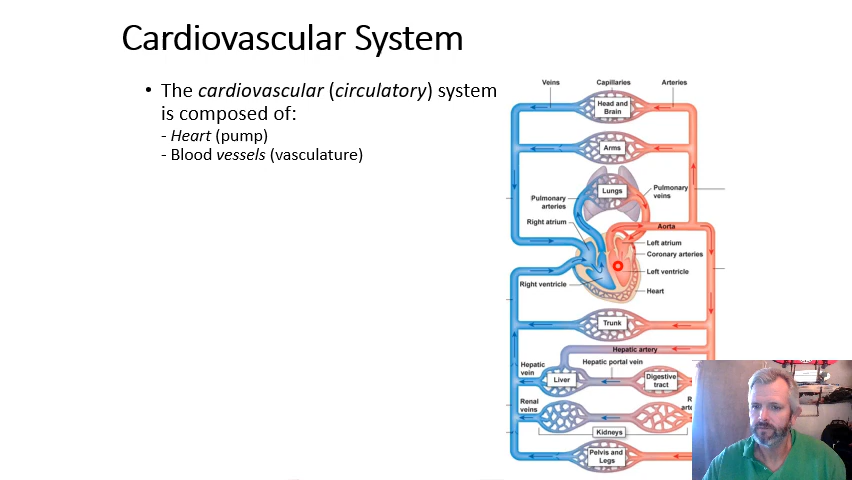 Cardiovascular System
• The cardiovascular (circulatory) system
is composed of:
- Heart (pump)
- Blood vessels (vasculature)
Veins
Capillaries
Arteries
Head and
Brain
Arms
Lungs
Pulmonary
veins
Pulmonary
arteries
Right atrium
Aorta
Left atrium
Coronary arteries
Left ventricle
Right ventricle
Heart
Trunk
Hepatic artery
Hepatic portal vein
Hepatic
vein
Liver
Digestive
tract
Renal
veins
Kidneys
Pelvis and
Legs